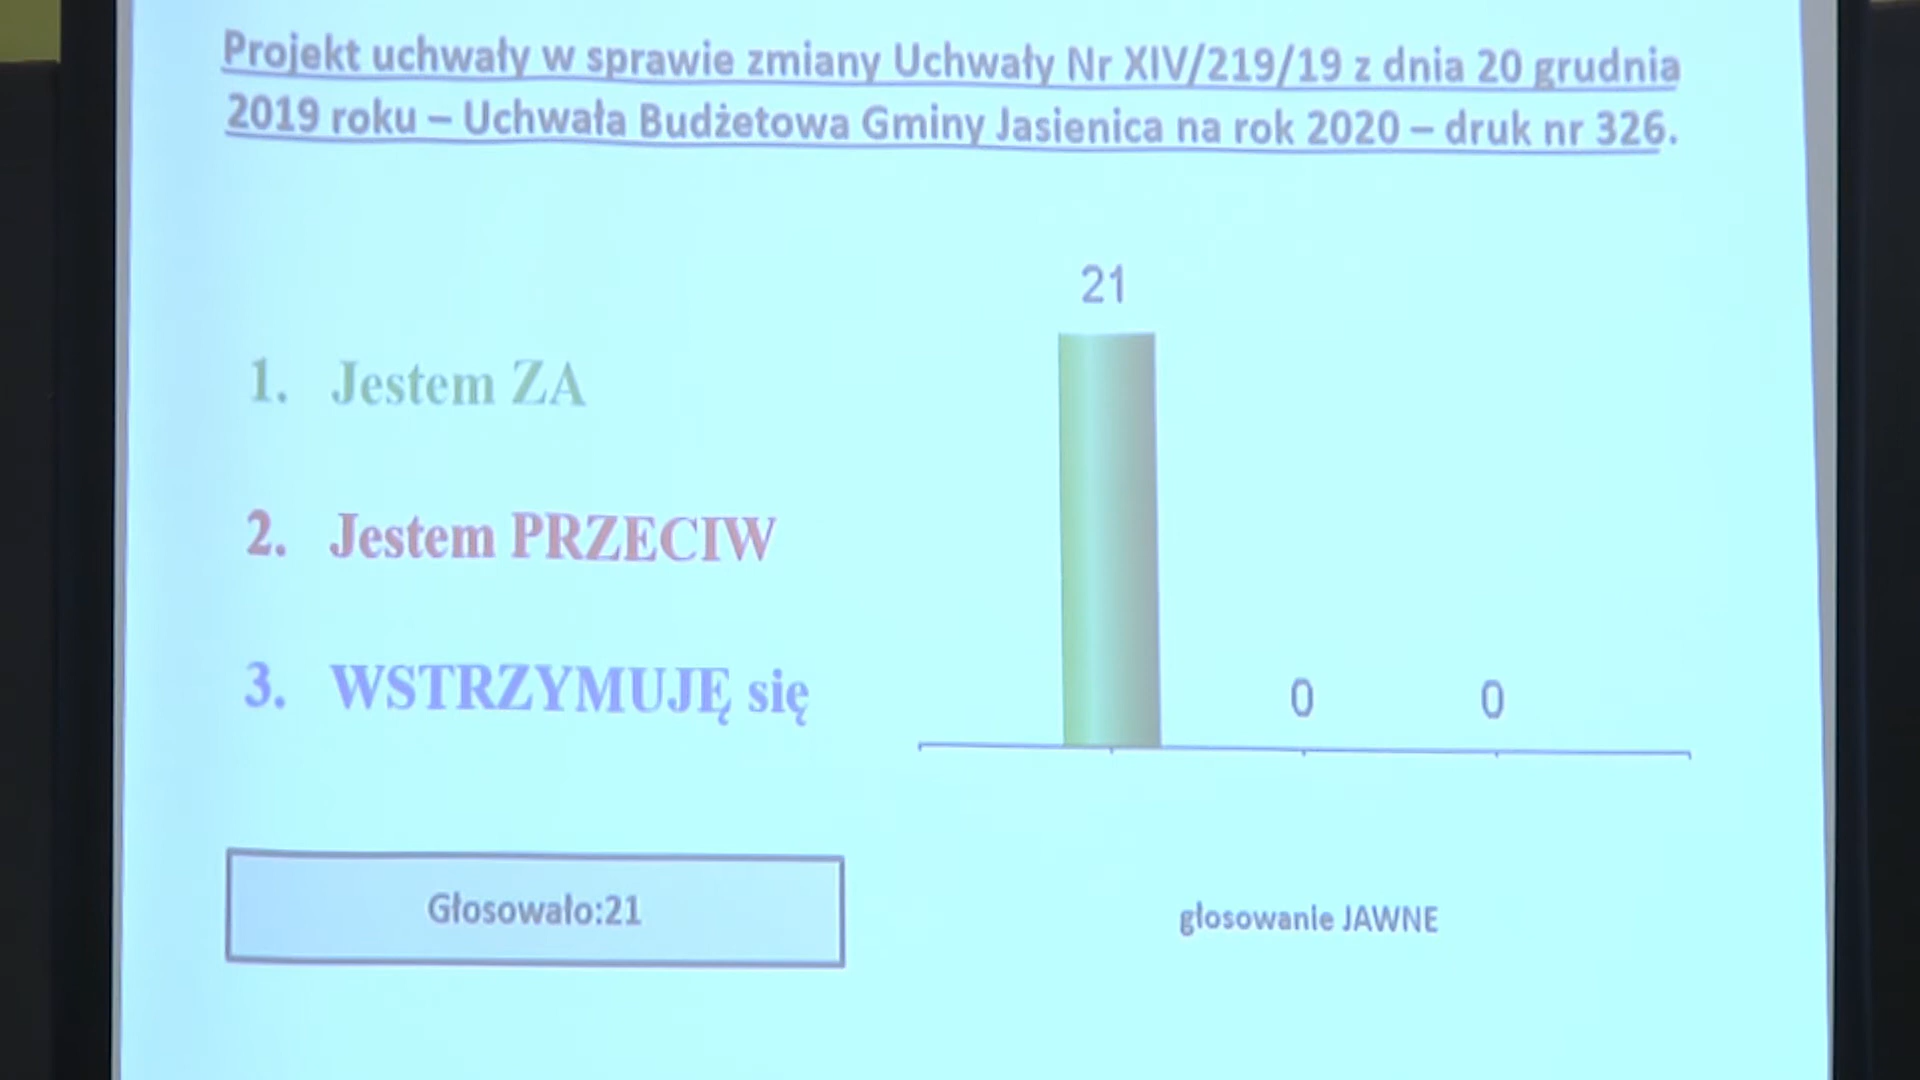 Projekt uchwały w sprawie zmiany Uchwały Nr XIV/219/19 z dnia 20 grudnia
2019 roku – Uchwała Budżetowa Gminy Jasienica na rok 2020 – druk nr 326.
21
1. Jestem ZA
2. Jestem PRZECIW
3. WSTRZYMUJĘ się
0 0
Głosowało:21
głosowanie JAWNE